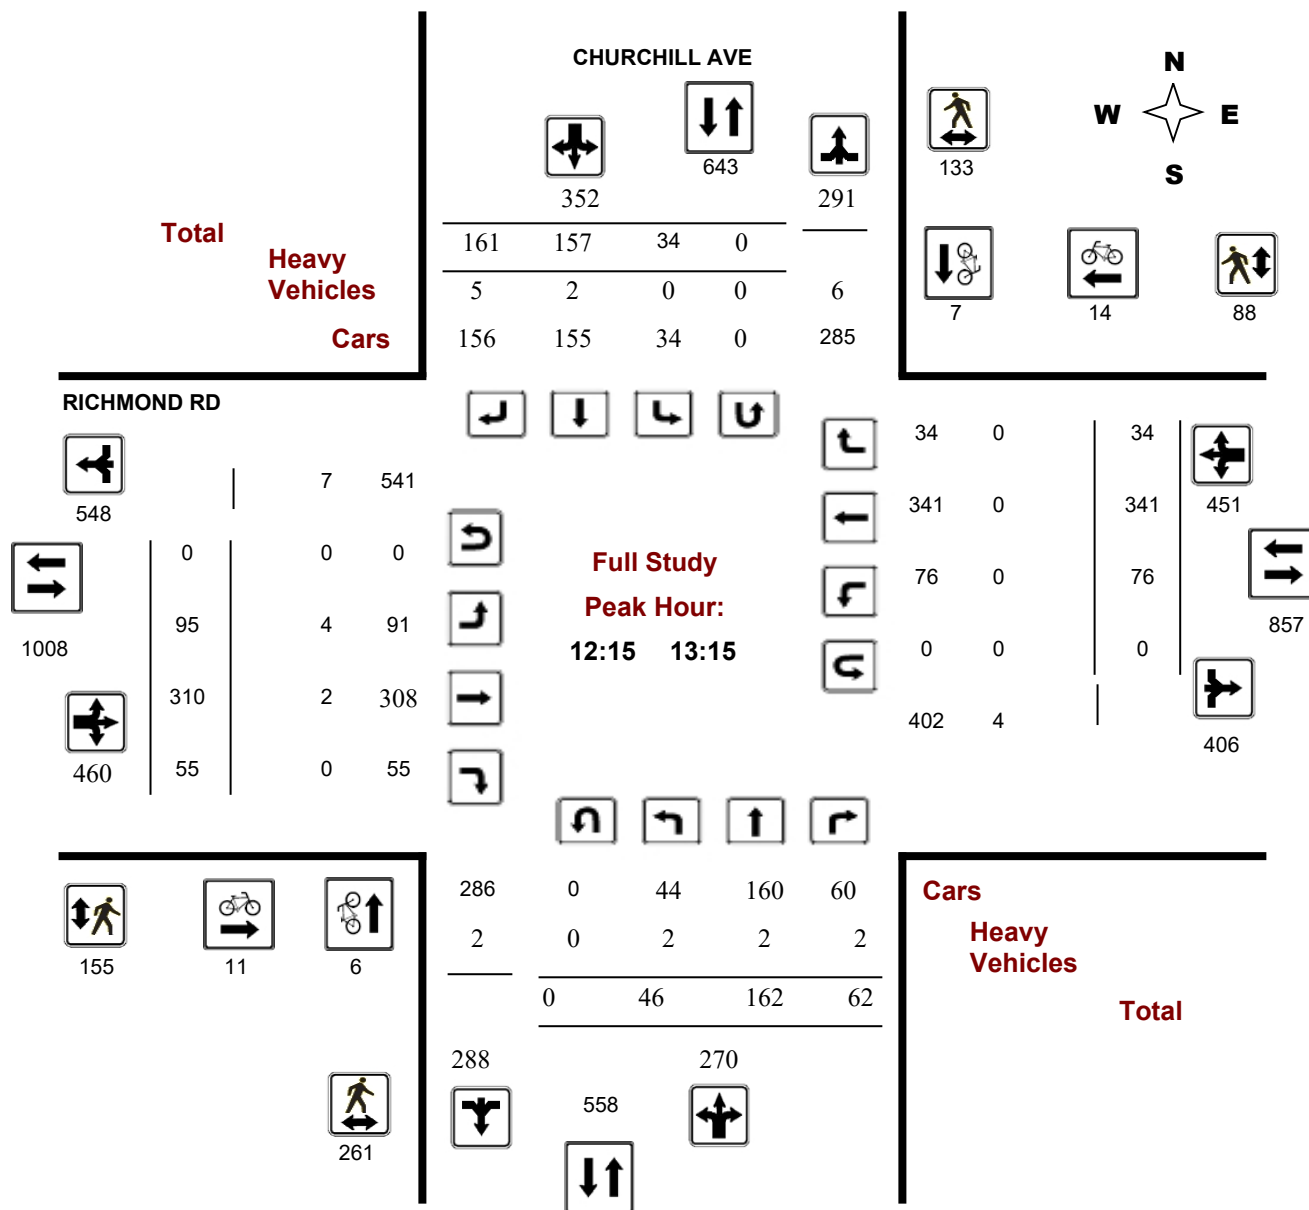 CHURCHILL AVE
N
W E
S
643
133
352 291
Total 161 157 34 0
Heavy
Vehicles 5 2 0 0 6
7 14 88
Cars 156 155 34 0 285
RICHMOND RD
34 0 34
7 541
548
341 0 341 451
0 0 0
Full Study
76 0 76
Peak Hour:
95 4 91
857
1008
12:15 13:15
0 0 0
310 2 308
402 4
406
460 55 0 55
286 0 44 160 60 Cars
2 0 2 2 2 Heavy
Vehicles
155 11 6
0 46 162 62 Total
288 270
558
261